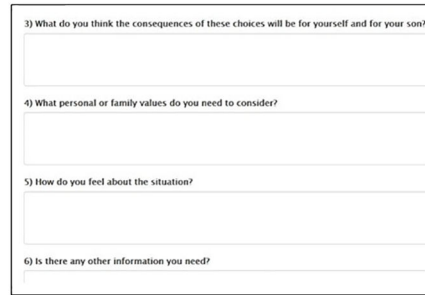 3) What do you think the consequences of these choices will be for yourself and for your son?
4) What personal or family values do you need to consider?
5) How do you feel about the situation?
6) Is there any other information you need?